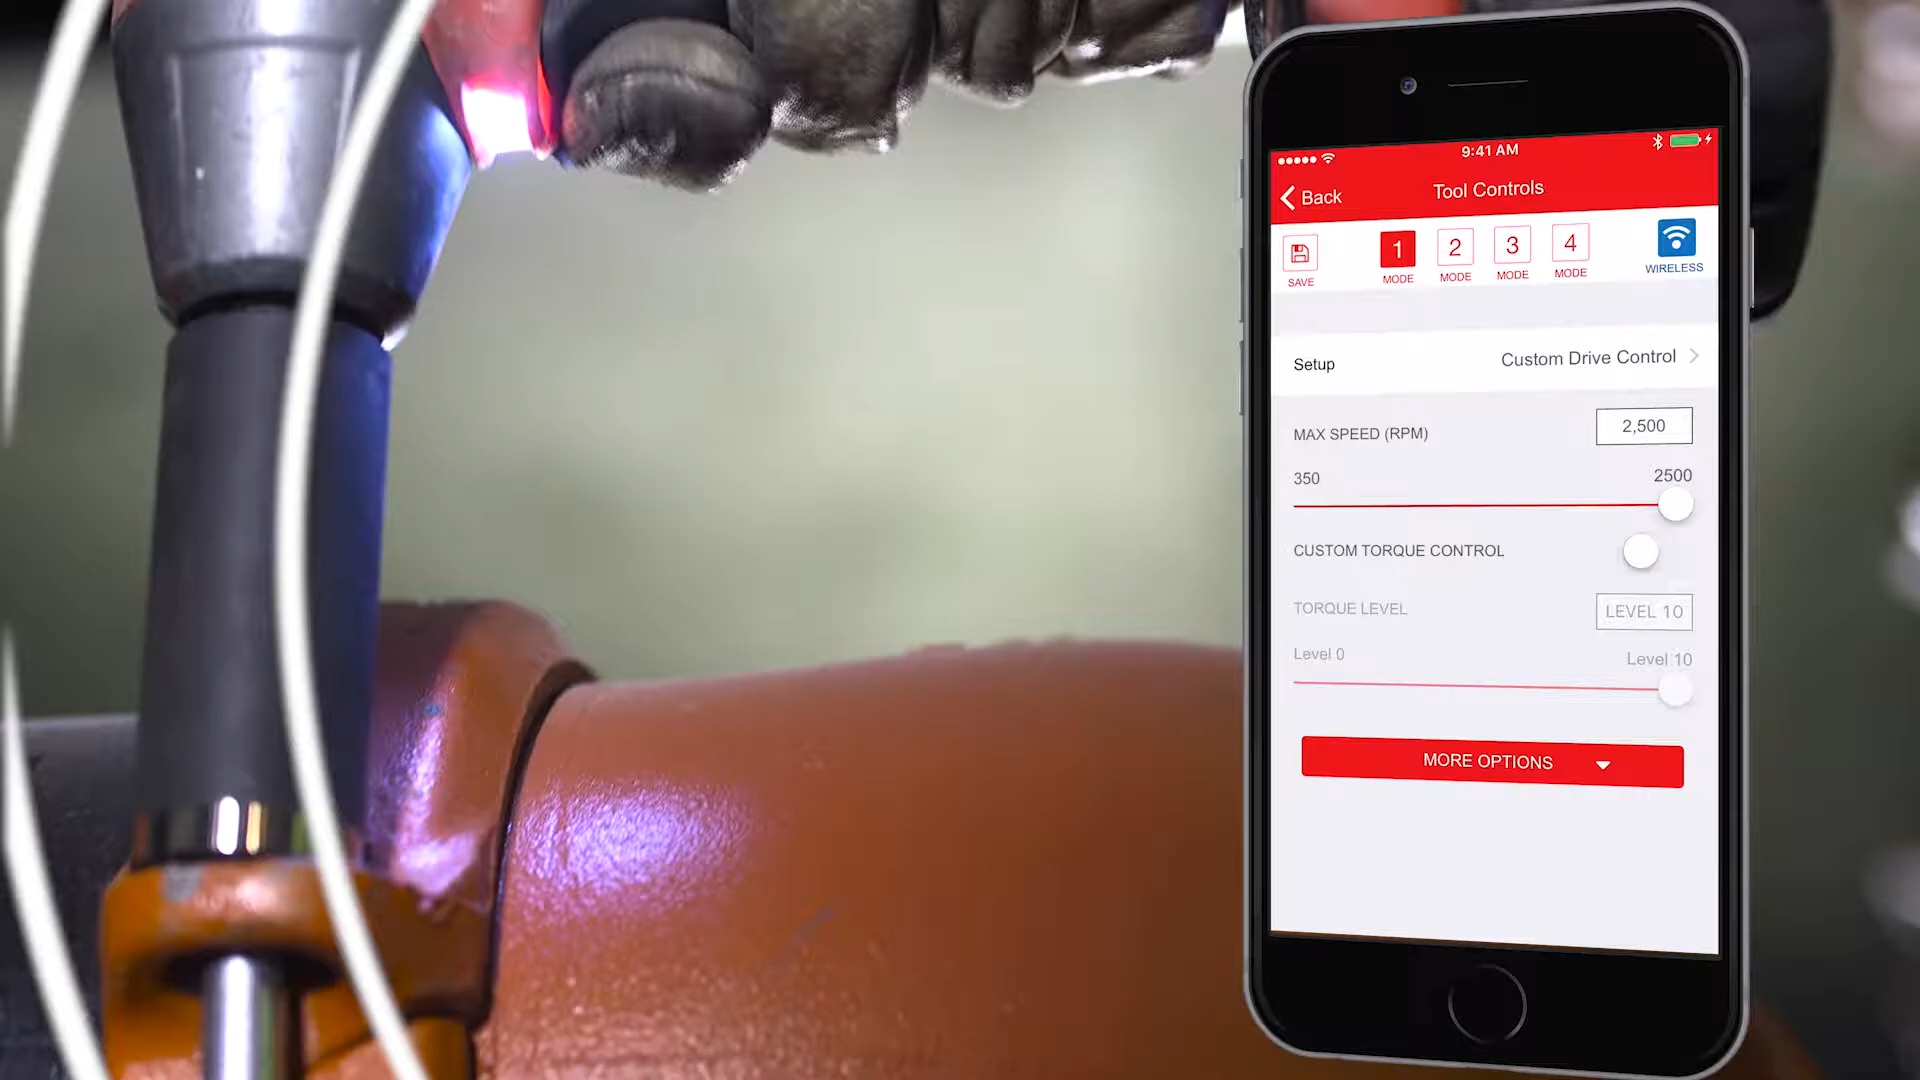 9:41 AM
Back
Tool Controls
SAVE
1 MODE
2 MODE
3 MODE
4 MODE
WIRELESS
Setup
Custom Drive Control
MAX SPEED (RPM)
2,500
350
2500
CUSTOM TORQUE CONTROL
TORQUE LEVEL
LEVEL 10
Level 0
Level 10
MORE OPTIONS